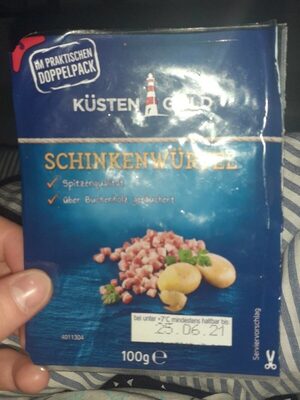 IM PRAKTISCHEN
DOPPELPACK
KÜSTEN GOLD
SCHINKENWÜRFEL
✓ Spitzenqualität
✓ über Buchenholz geräuchert
bei unter +7°C mindestens haltbar bis:
25.06.21
4011304
100g ℮
Serviervorschlag